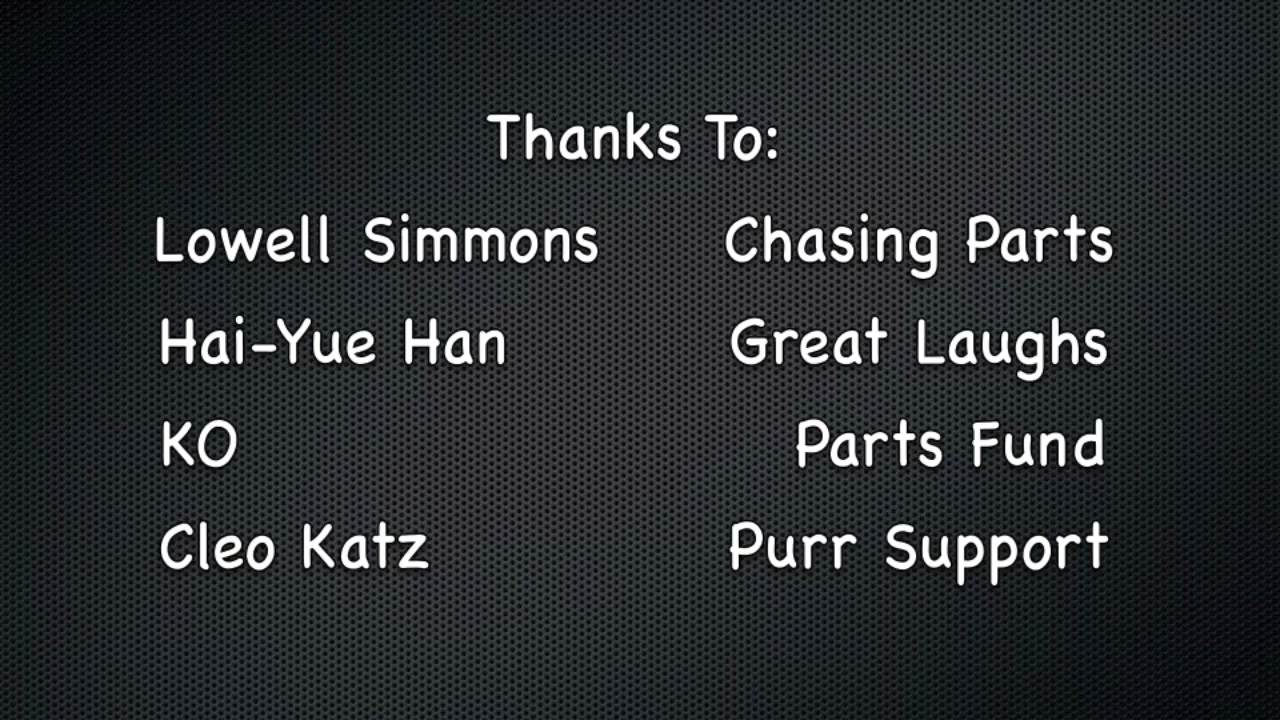 Thanks To:
Lowell Simmons Chasing Parts
Hai-Yue Han Great Laughs
KO Parts Fund
Cleo Katz Purr Support